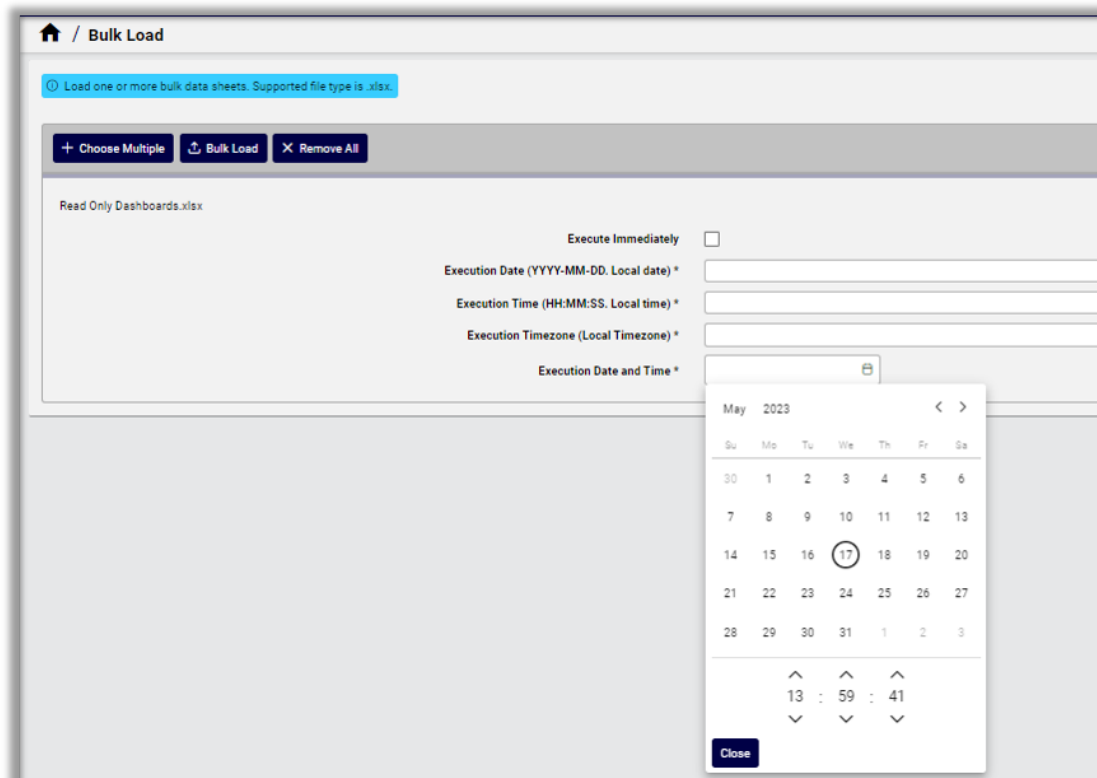 / Bulk Load
Load one or more bulk data sheets. Supported file type is .xlsx.
Choose Multiple Bulk Load Remove All
Read Only Dashboards.xlsx
Execute Immediately
Execution Date (YYYY-MM-DD. Local date) *
Execution Time (HH:MM:SS. Local time) *
Execution Timezone (Local Timezone) *
Execution Date and Time *
May 2023
Su Mo Tu We Th Fr Sa
30 1 2 3 4 5 6
7 8 9 10 11 12 13
14 15 16 17 18 19 20
21 22 23 24 25 26 27
28 29 30 31 1 2 3
13 : 59 : 41
Close